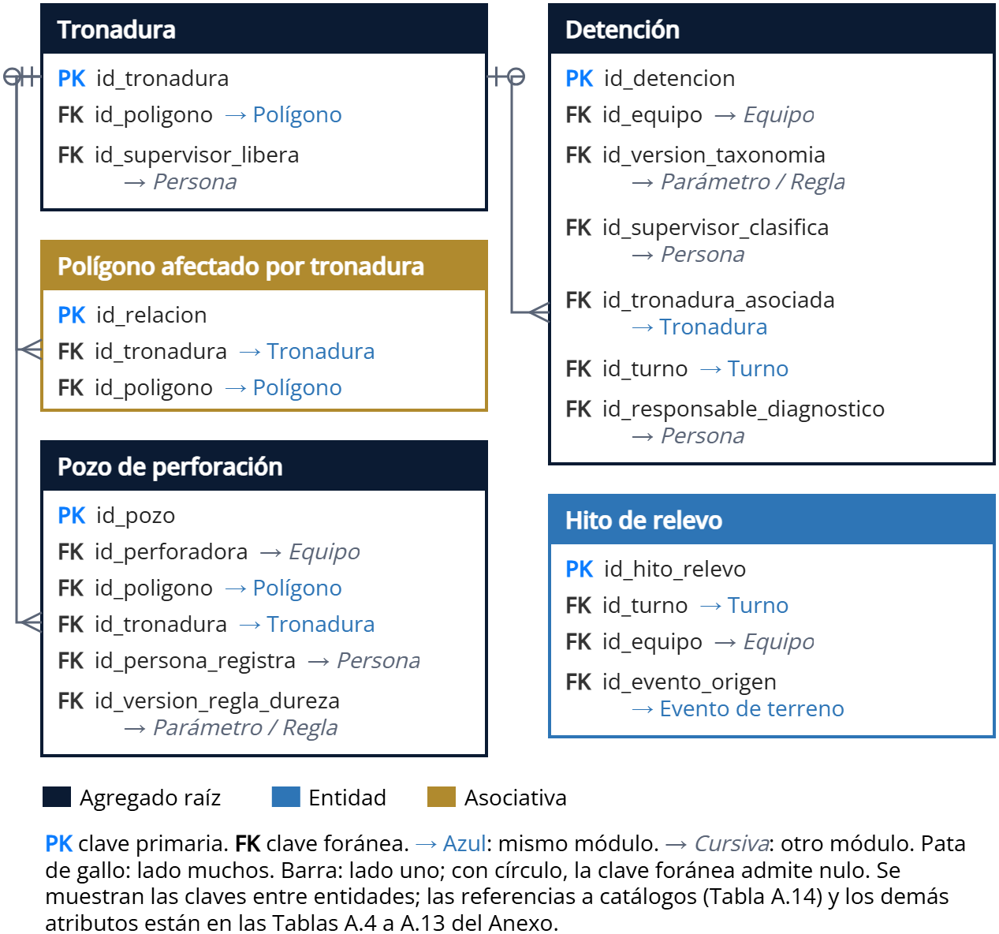 Tronadura
PK id_tronadura
FK id_poligono → Polígono
FK id_supervisor_libera
→ Persona
Polígono afectado por tronadura
PK id_relacion
FK id_tronadura → Tronadura
FK id_poligono → Polígono
Pozo de perforación
PK id_pozo
FK id_perforadora → Equipo
FK id_poligono → Polígono
FK id_tronadura → Tronadura
FK id_persona_registra → Persona
FK id_version_regla_dureza
→ Parámetro / Regla
Detención
PK id_detencion
FK id_equipo → Equipo
FK id_version_taxonomia
→ Parámetro / Regla
FK id_supervisor_clasifica
→ Persona
FK id_tronadura_asociada
→ Tronadura
FK id_turno → Turno
FK id_responsable_diagnostico
→ Persona
Hito de relevo
PK id_hito_relevo
FK id_turno → Turno
FK id_equipo → Equipo
FK id_evento_origen
→ Evento de terreno
Agregado raíz Entidad Asociativa
PK clave primaria. FK clave foránea. → Azul: mismo módulo. → Cursiva: otro módulo. Pata
de gallo: lado muchos. Barra: lado uno; con círculo, la clave foránea admite nulo. Se
muestran las claves entre entidades; las referencias a catálogos (Tabla A.14) y los demás
atributos están en las Tablas A.4 a A.13 del Anexo.